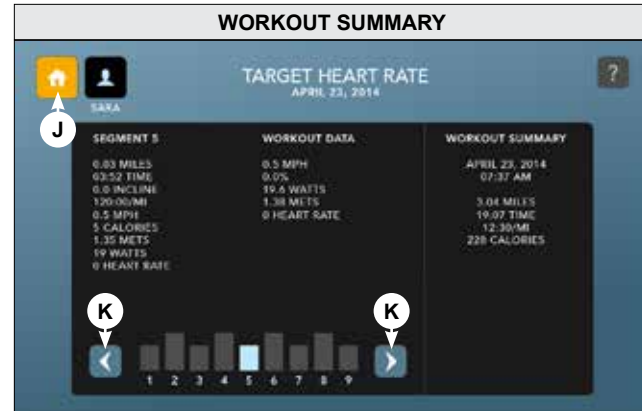 WORKOUT SUMMARY
TARGET HEART RATE
APRIL 23, 2014
?
SARA
J
SEGMENT 5
0.03 MILES
03:52 TIME
0.0 INCLINE
120:00/MI
0.5 MPH
5 CALORIES
1.35 METS
19 WATTS
0 HEART RATE
WORKOUT DATA
0.5 MPH
0.0%
19.6 WATTS
1.38 METS
0 HEART RATE
WORKOUT SUMMARY
APRIL 23, 2014
07:37 AM
3.04 MILES
19.07 TIME
12:30/MI
228 CALORIES
K
K
1 2 3 4 5 6 7 8 9